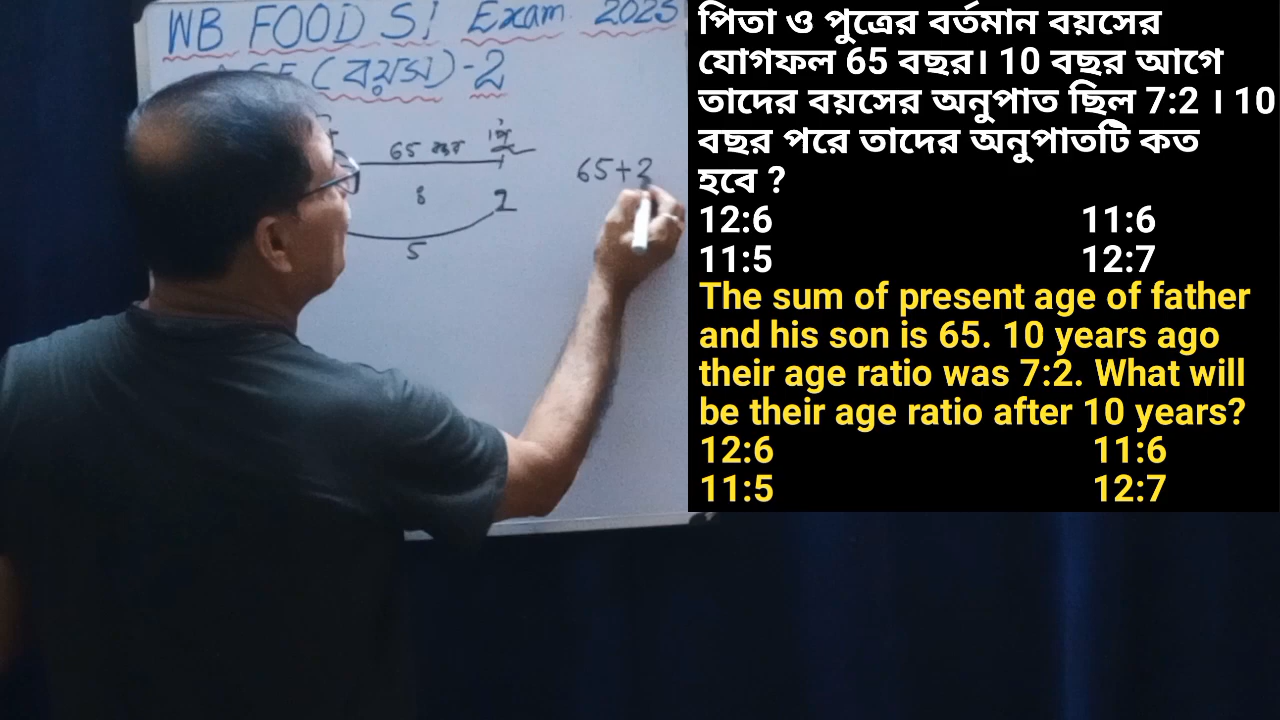 WB FOOD SI Exam 2025
(বয়স)-2
65 বছর
65+2
8 2
5
পিতা ও পুত্রের বর্তমান বয়সের
যোগফল 65 বছর। 10 বছর আগে
তাদের বয়সের অনুপাত ছিল 7:2 । 10
বছর পরে তাদের অনুপাতটি কত
হবে ?
12:6 11:6
11:5 12:7
The sum of present age of father
and his son is 65. 10 years ago
their age ratio was 7:2. What will
be their age ratio after 10 years?
12:6 11:6
11:5 12:7